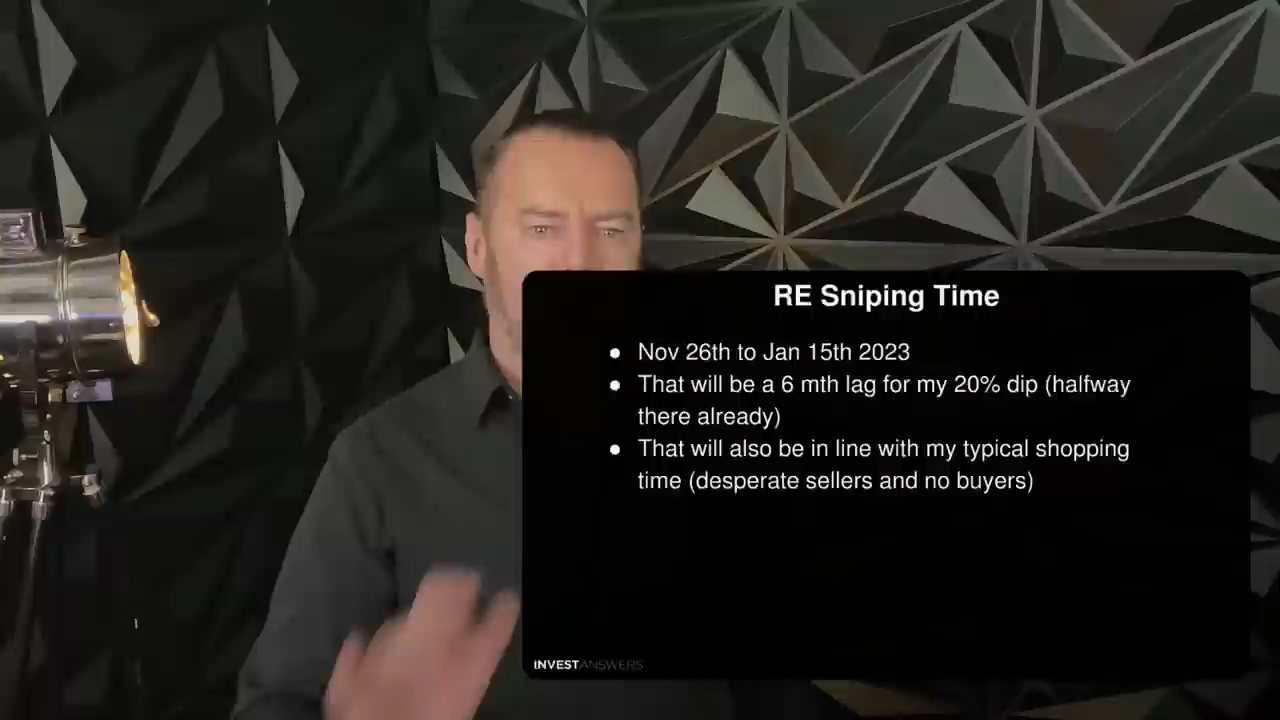 RE Sniping Time
● Nov 26th to Jan 15th 2023
● That will be a 6 mth lag for my 20% dip (halfway
there already)
● That will also be in line with my typical shopping
time (desperate sellers and no buyers)
INVESTANSWERS